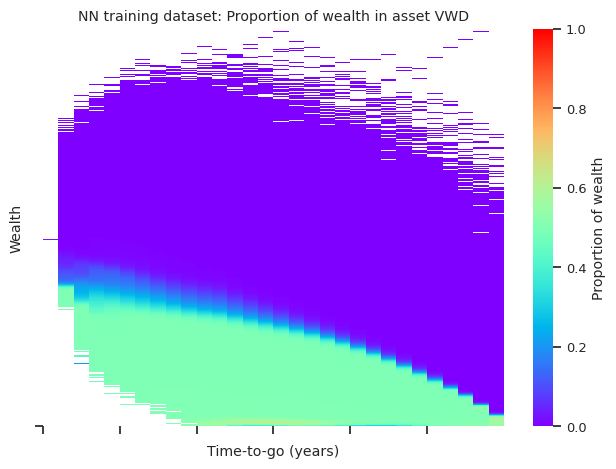 NN training dataset: Proportion of wealth in asset VWD
Wealth
Time-to-go (years)
1.0
0.8
0.6
0.4
0.2
0.0
Proportion of wealth